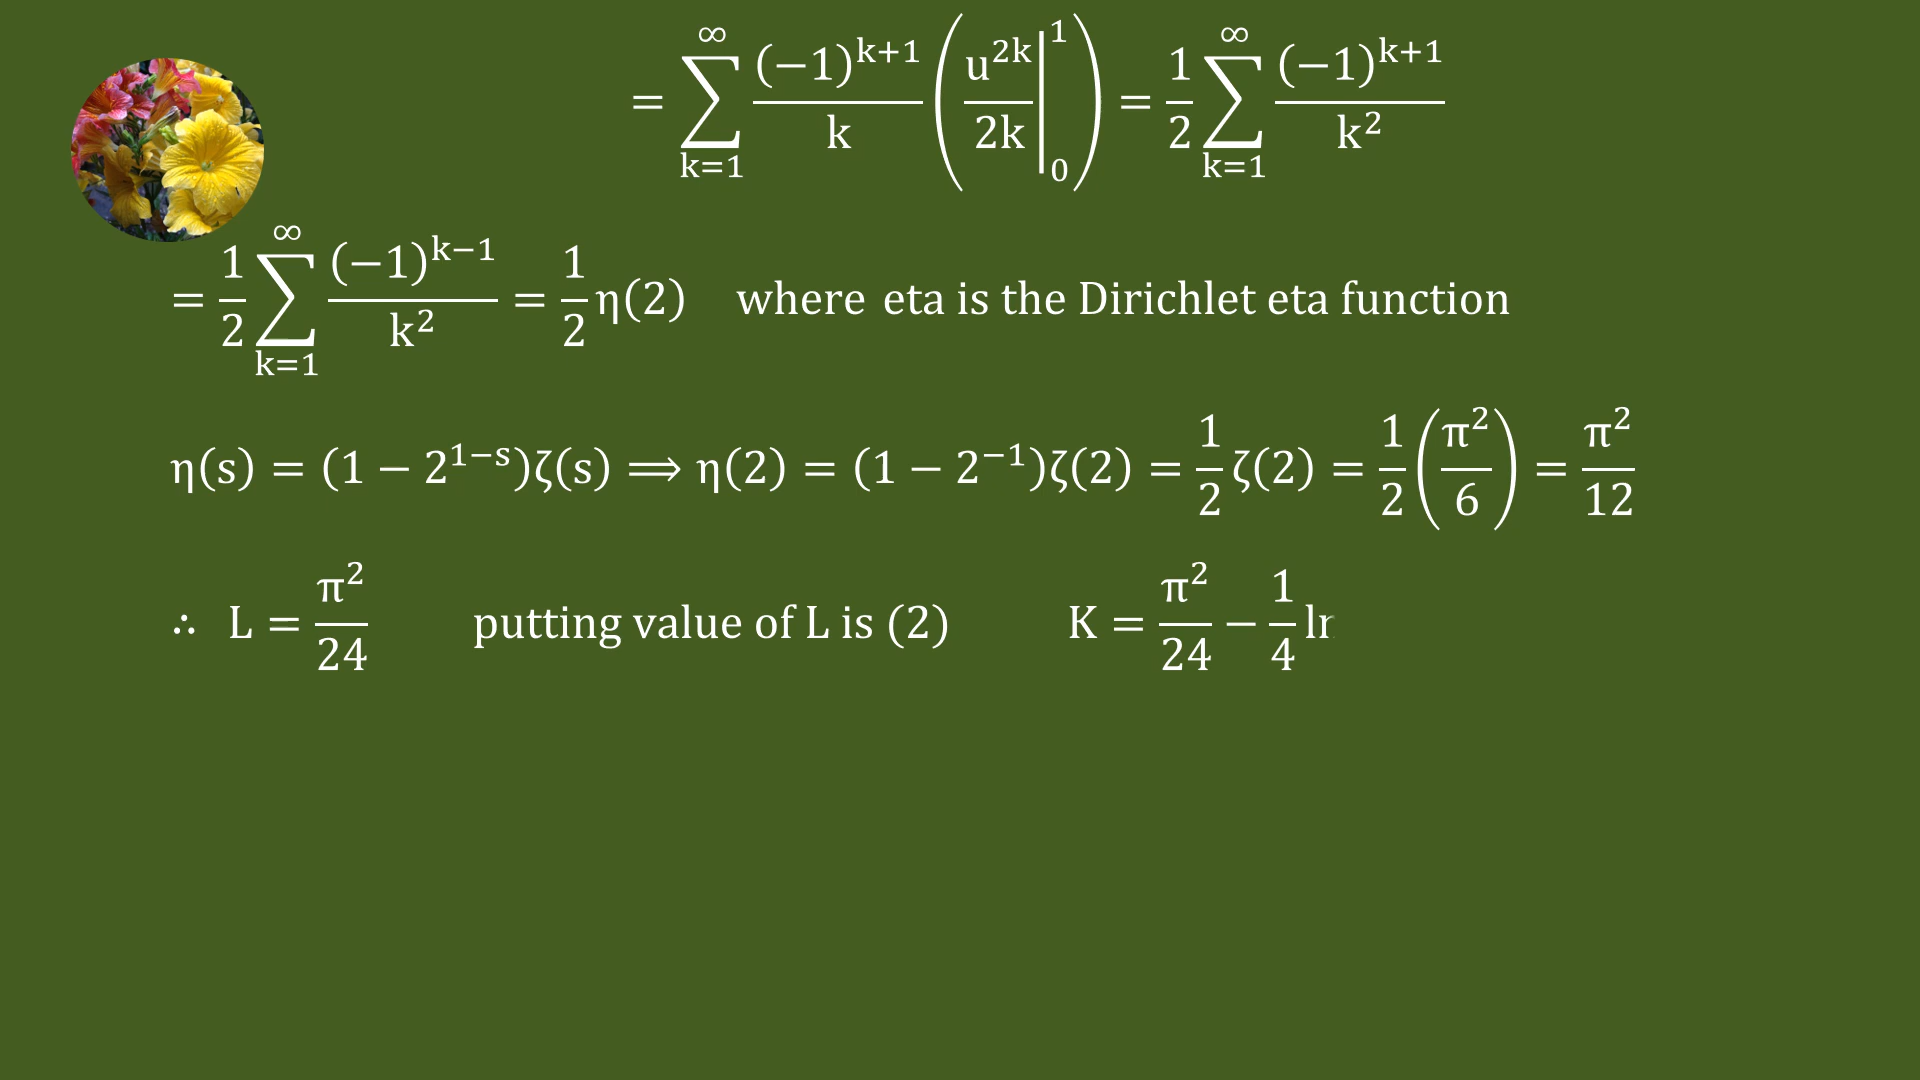 = ∑_{k=1}^{∞} (−1)^{k+1}/k (u^{2k}/2k |_0^1) = 1/2 ∑_{k=1}^{∞} (−1)^{k+1}/k²
= 1/2 ∑_{k=1}^{∞} (−1)^{k−1}/k² = 1/2 η(2) where eta is the Dirichlet eta function
η(s) = (1 − 2^{1−s})ζ(s) ⟹ η(2) = (1 − 2^{−1})ζ(2) = 1/2 ζ(2) = 1/2 (π²/6) = π²/12
∴ L = π²/24 putting value of L is (2) K = π²/24 − 1/4